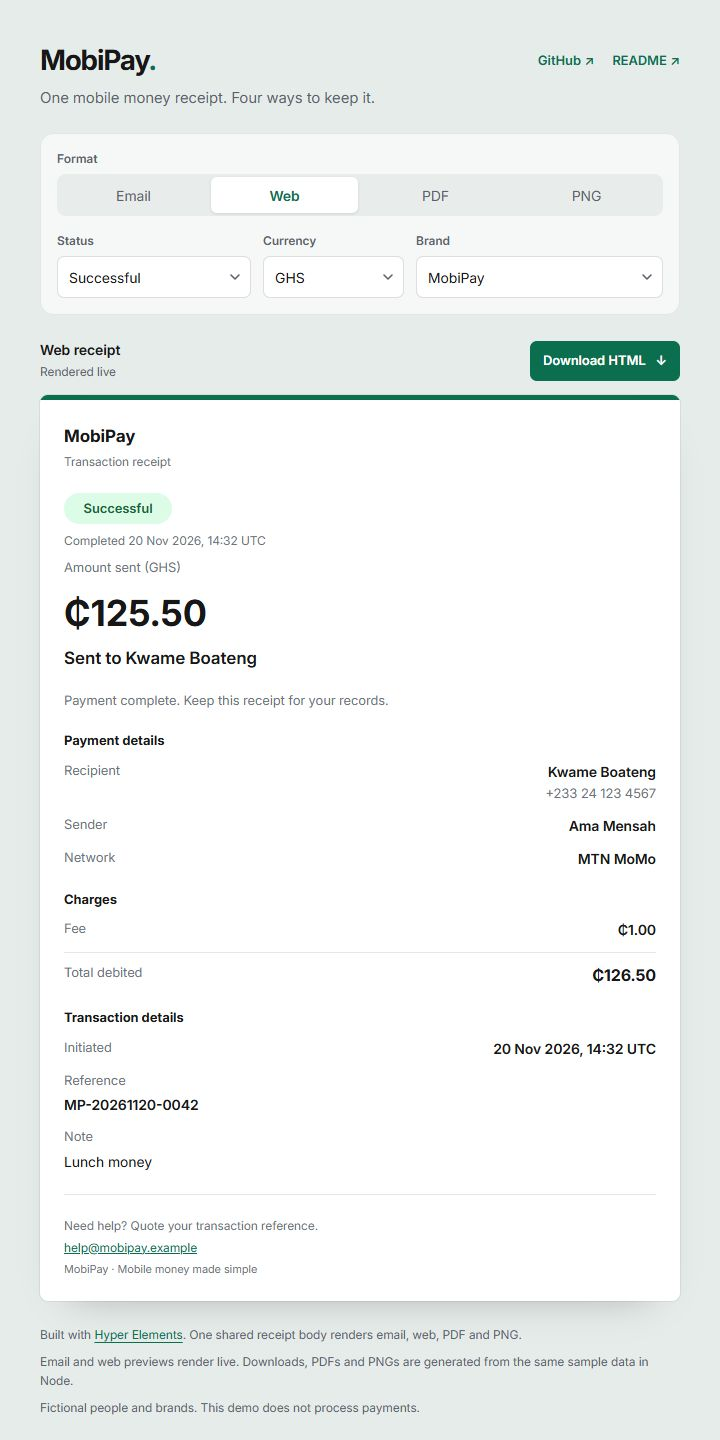 MobiPay.
GitHub ↗ README ↗
One mobile money receipt. Four ways to keep it.
Format
Email Web PDF PNG
Status Currency Brand
Successful GHS MobiPay
Web receipt
Rendered live
Download HTML ↓
MobiPay
Transaction receipt
Successful
Completed 20 Nov 2026, 14:32 UTC
Amount sent (GHS)
₵125.50
Sent to Kwame Boateng
Payment complete. Keep this receipt for your records.
Payment details
Recipient Kwame Boateng
+233 24 123 4567
Sender Ama Mensah
Network MTN MoMo
Charges
Fee ₵1.00
Total debited ₵126.50
Transaction details
Initiated 20 Nov 2026, 14:32 UTC
Reference
MP-20261120-0042
Note
Lunch money
Need help? Quote your transaction reference.
help@mobipay.example
MobiPay · Mobile money made simple
Built with Hyper Elements. One shared receipt body renders email, web, PDF and PNG.
Email and web previews render live. Downloads, PDFs and PNGs are generated from the same sample data in
Node.
Fictional people and brands. This demo does not process payments.